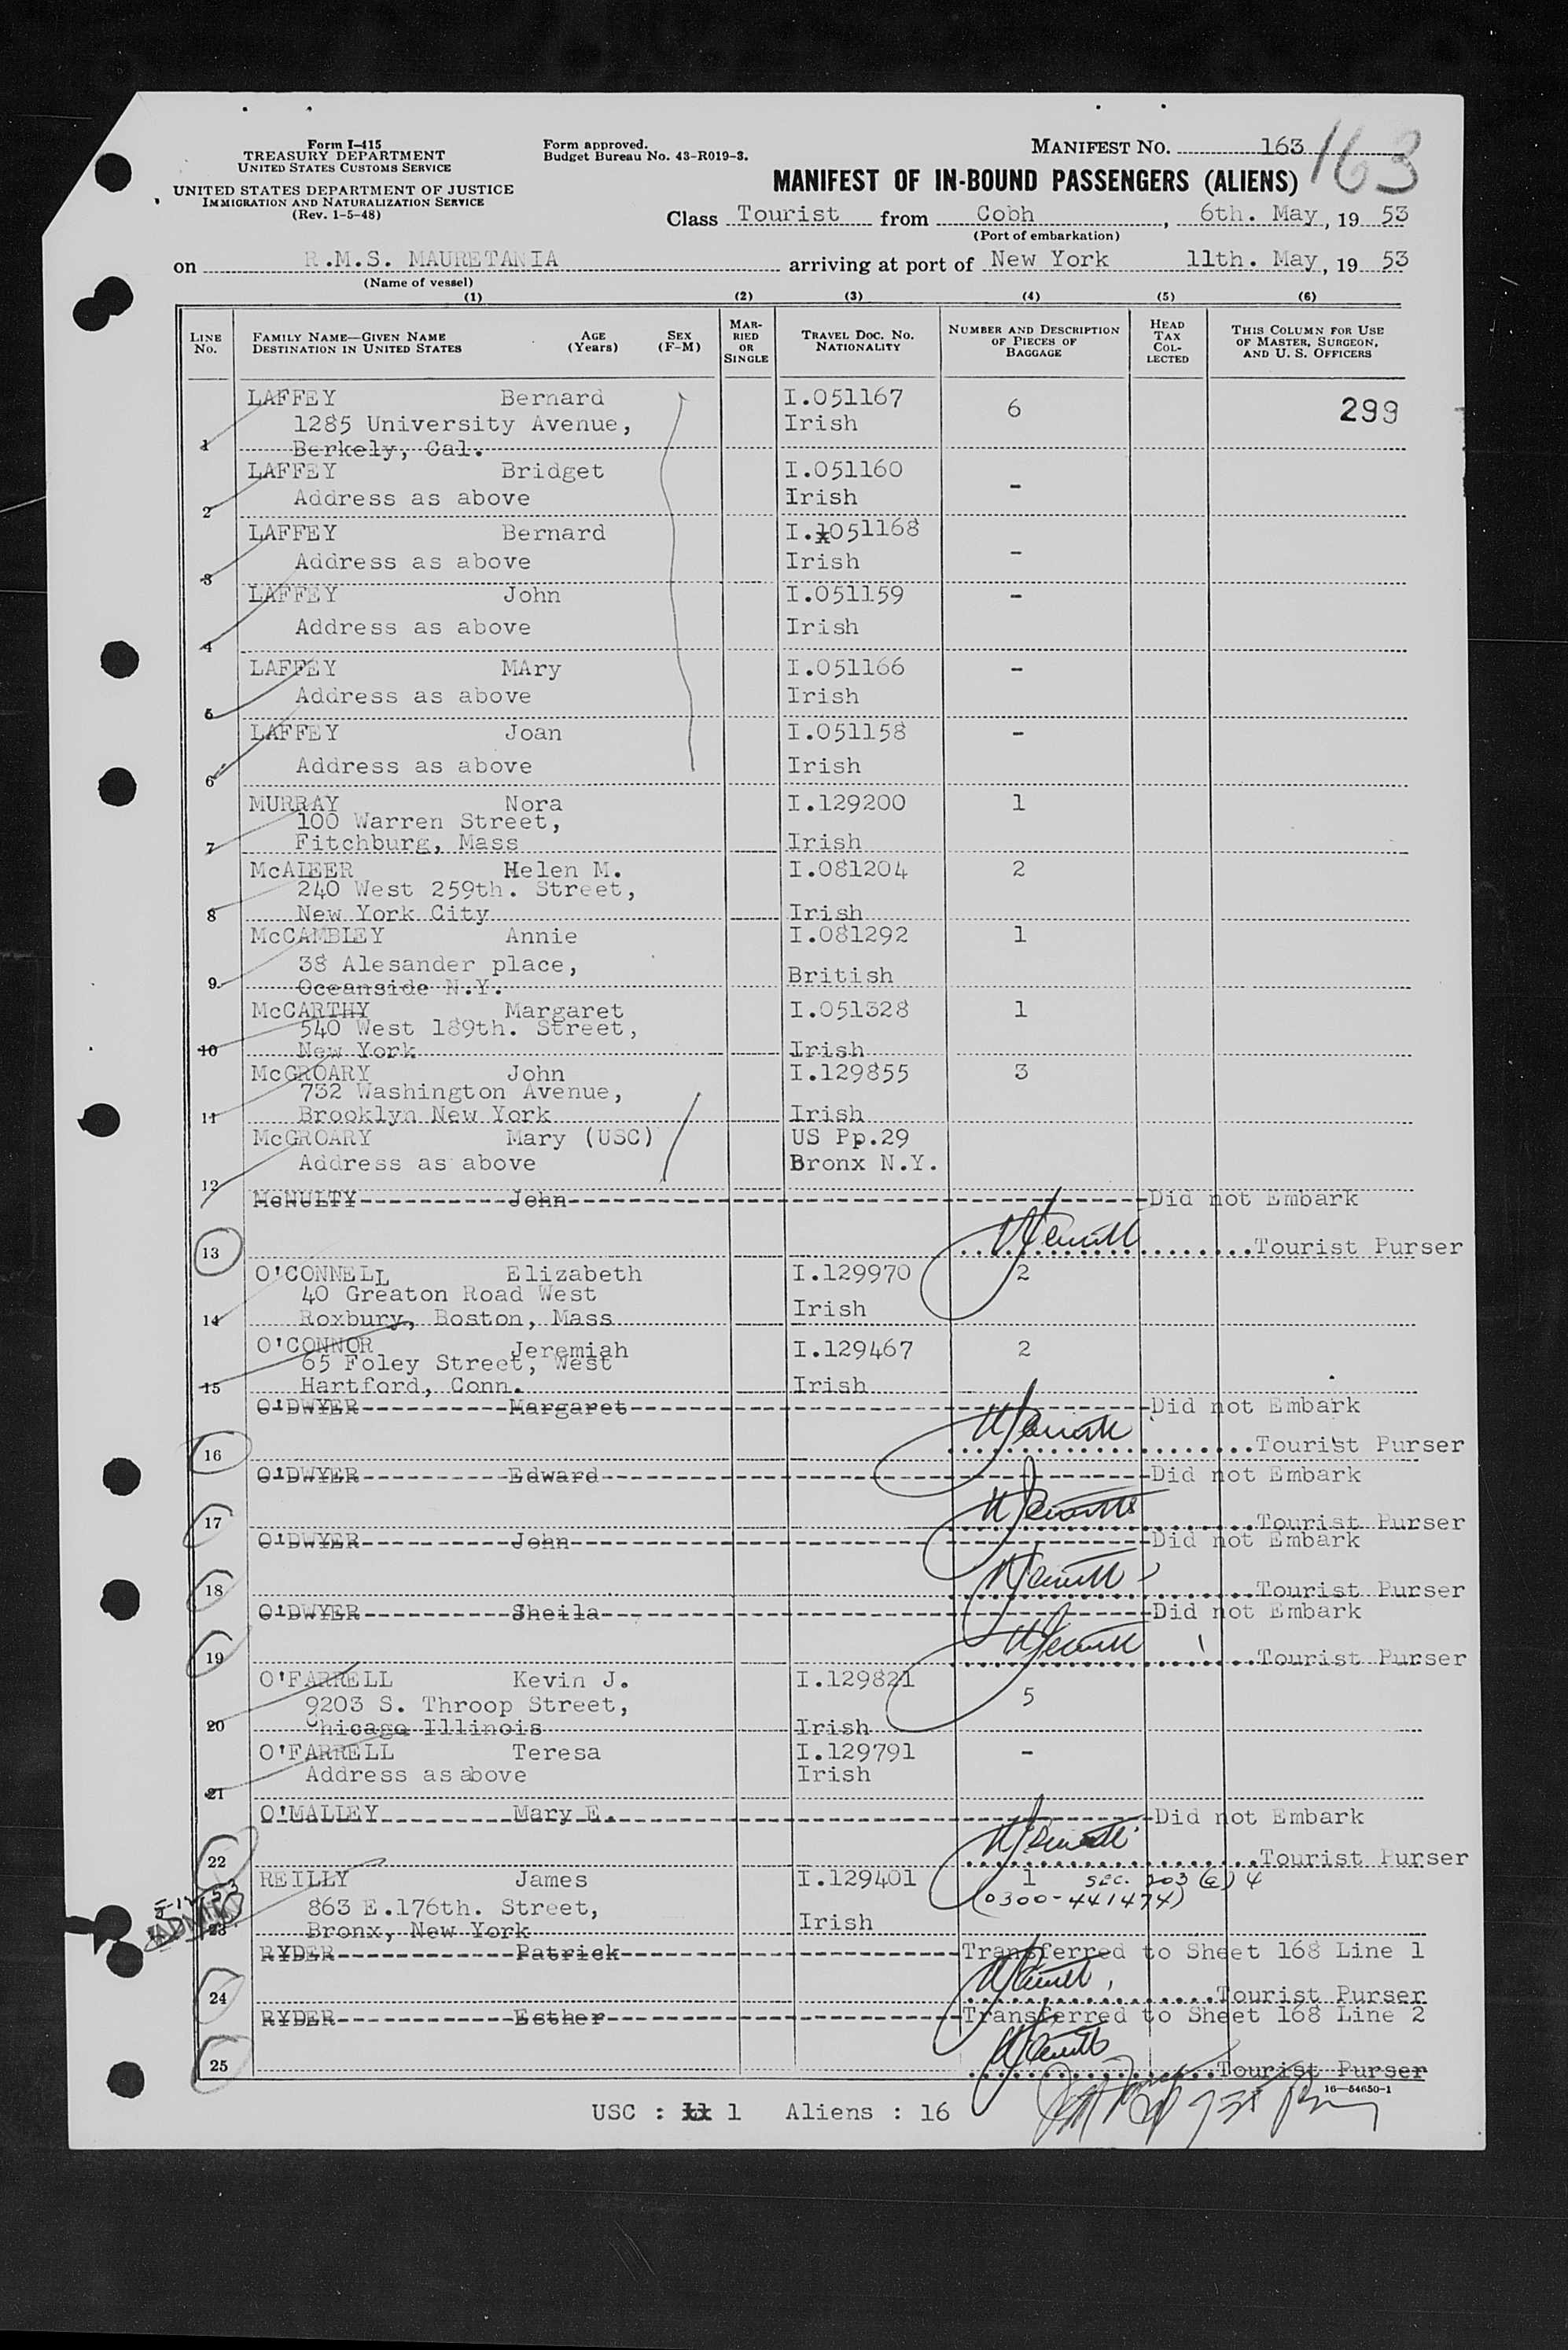 Form I-415
TREASURY DEPARTMENT
UNITED STATES CUSTOMS SERVICE
UNITED STATES DEPARTMENT OF JUSTICE
IMMIGRATION AND NATURALIZATION SERVICE
(Rev. 1-5-48)
Form approved.
Budget Bureau No. 43-R019-3.
MANIFEST NO. 163 163
MANIFEST OF IN-BOUND PASSENGERS (ALIENS)
Class Tourist from Cobh, 6th. May, 19 53
(Port of embarkation)
on R.M.S. MAURETANIA arriving at port of New York 11th. May, 19 53
(Name of vessel)
(1) (2) (3) (4) (5) (6)
LINE No. FAMILY NAME—GIVEN NAME DESTINATION IN UNITED STATES AGE (Years) SEX (F-M) MARRIED OR SINGLE TRAVEL DOC. NO. NATIONALITY NUMBER AND DESCRIPTION OF PIECES OF BAGGAGE HEAD TAX COLLECTED THIS COLUMN FOR USE OF MASTER, SURGEON, AND U. S. OFFICERS
LAFFEY Bernard I.051167 6 299
1285 University Avenue, Irish
1 Berkely, Cal.
LAFFEY Bridget I.051160 -
Address as above Irish
2
LAFFEY Bernard I.1051168 -
Address as above Irish
3
LAFFEY John I.051159 -
Address as above Irish
4
LAFFEY MAry I.051166 -
Address as above Irish
5
LAFFEY Joan I.051158 -
Address as above Irish
6
MURRAY Nora I.129200 1
100 Warren Street,
7 Fitchburg, Mass Irish
McALEER Helen M. I.081204 2
240 West 259th. Street,
8 New York City Irish
McCAMBLEY Annie I.081292 1
38 Alesander place, British
9 Oceanside N.Y.
McCARTHY Margaret I.051328 1
540 West 189th. Street,
10 New York Irish
McGROARY John I.129855 3
732 Washington Avenue,
11 Brooklyn New York Irish
McGROARY Mary (USC) US Pp.29
Address as above Bronx N.Y.
12
McNULTY John Did not Embark
13 Tourist Purser
O'CONNELL Elizabeth I.129970 2
40 Greaton Road West Irish
14 Roxbury, Boston, Mass
O'CONNOR Jeremiah I.129467 2
65 Foley Street, West
15 Hartford, Conn. Irish
O'DWYER Margaret Did not Embark
16 Tourist Purser
O'DWYER Edward Did not Embark
17 Tourist Purser
O'DWYER John Did not Embark
18 Tourist Purser
O'DWYER Sheila Did not Embark
19 Tourist Purser
O'FARRELL Kevin J. I.129821 5
9203 S. Throop Street,
20 Chicago Illinois Irish
O'FARRELL Teresa I.129791 -
Address as above Irish
21
O'MALLEY Mary E. Did not Embark
22 Tourist Purser
REILLY James I.129401 1 SEC. 203 (a) 4
863 E.176th. Street, (0300-441474)
23 Bronx, New York Irish
RYDER Patrick Transferred to Sheet 168 Line 1
24 Tourist Purser
RYDER Esther Transferred to Sheet 168 Line 2
25 Tourist Purser
16—54650-1
USC : 1 Aliens : 16